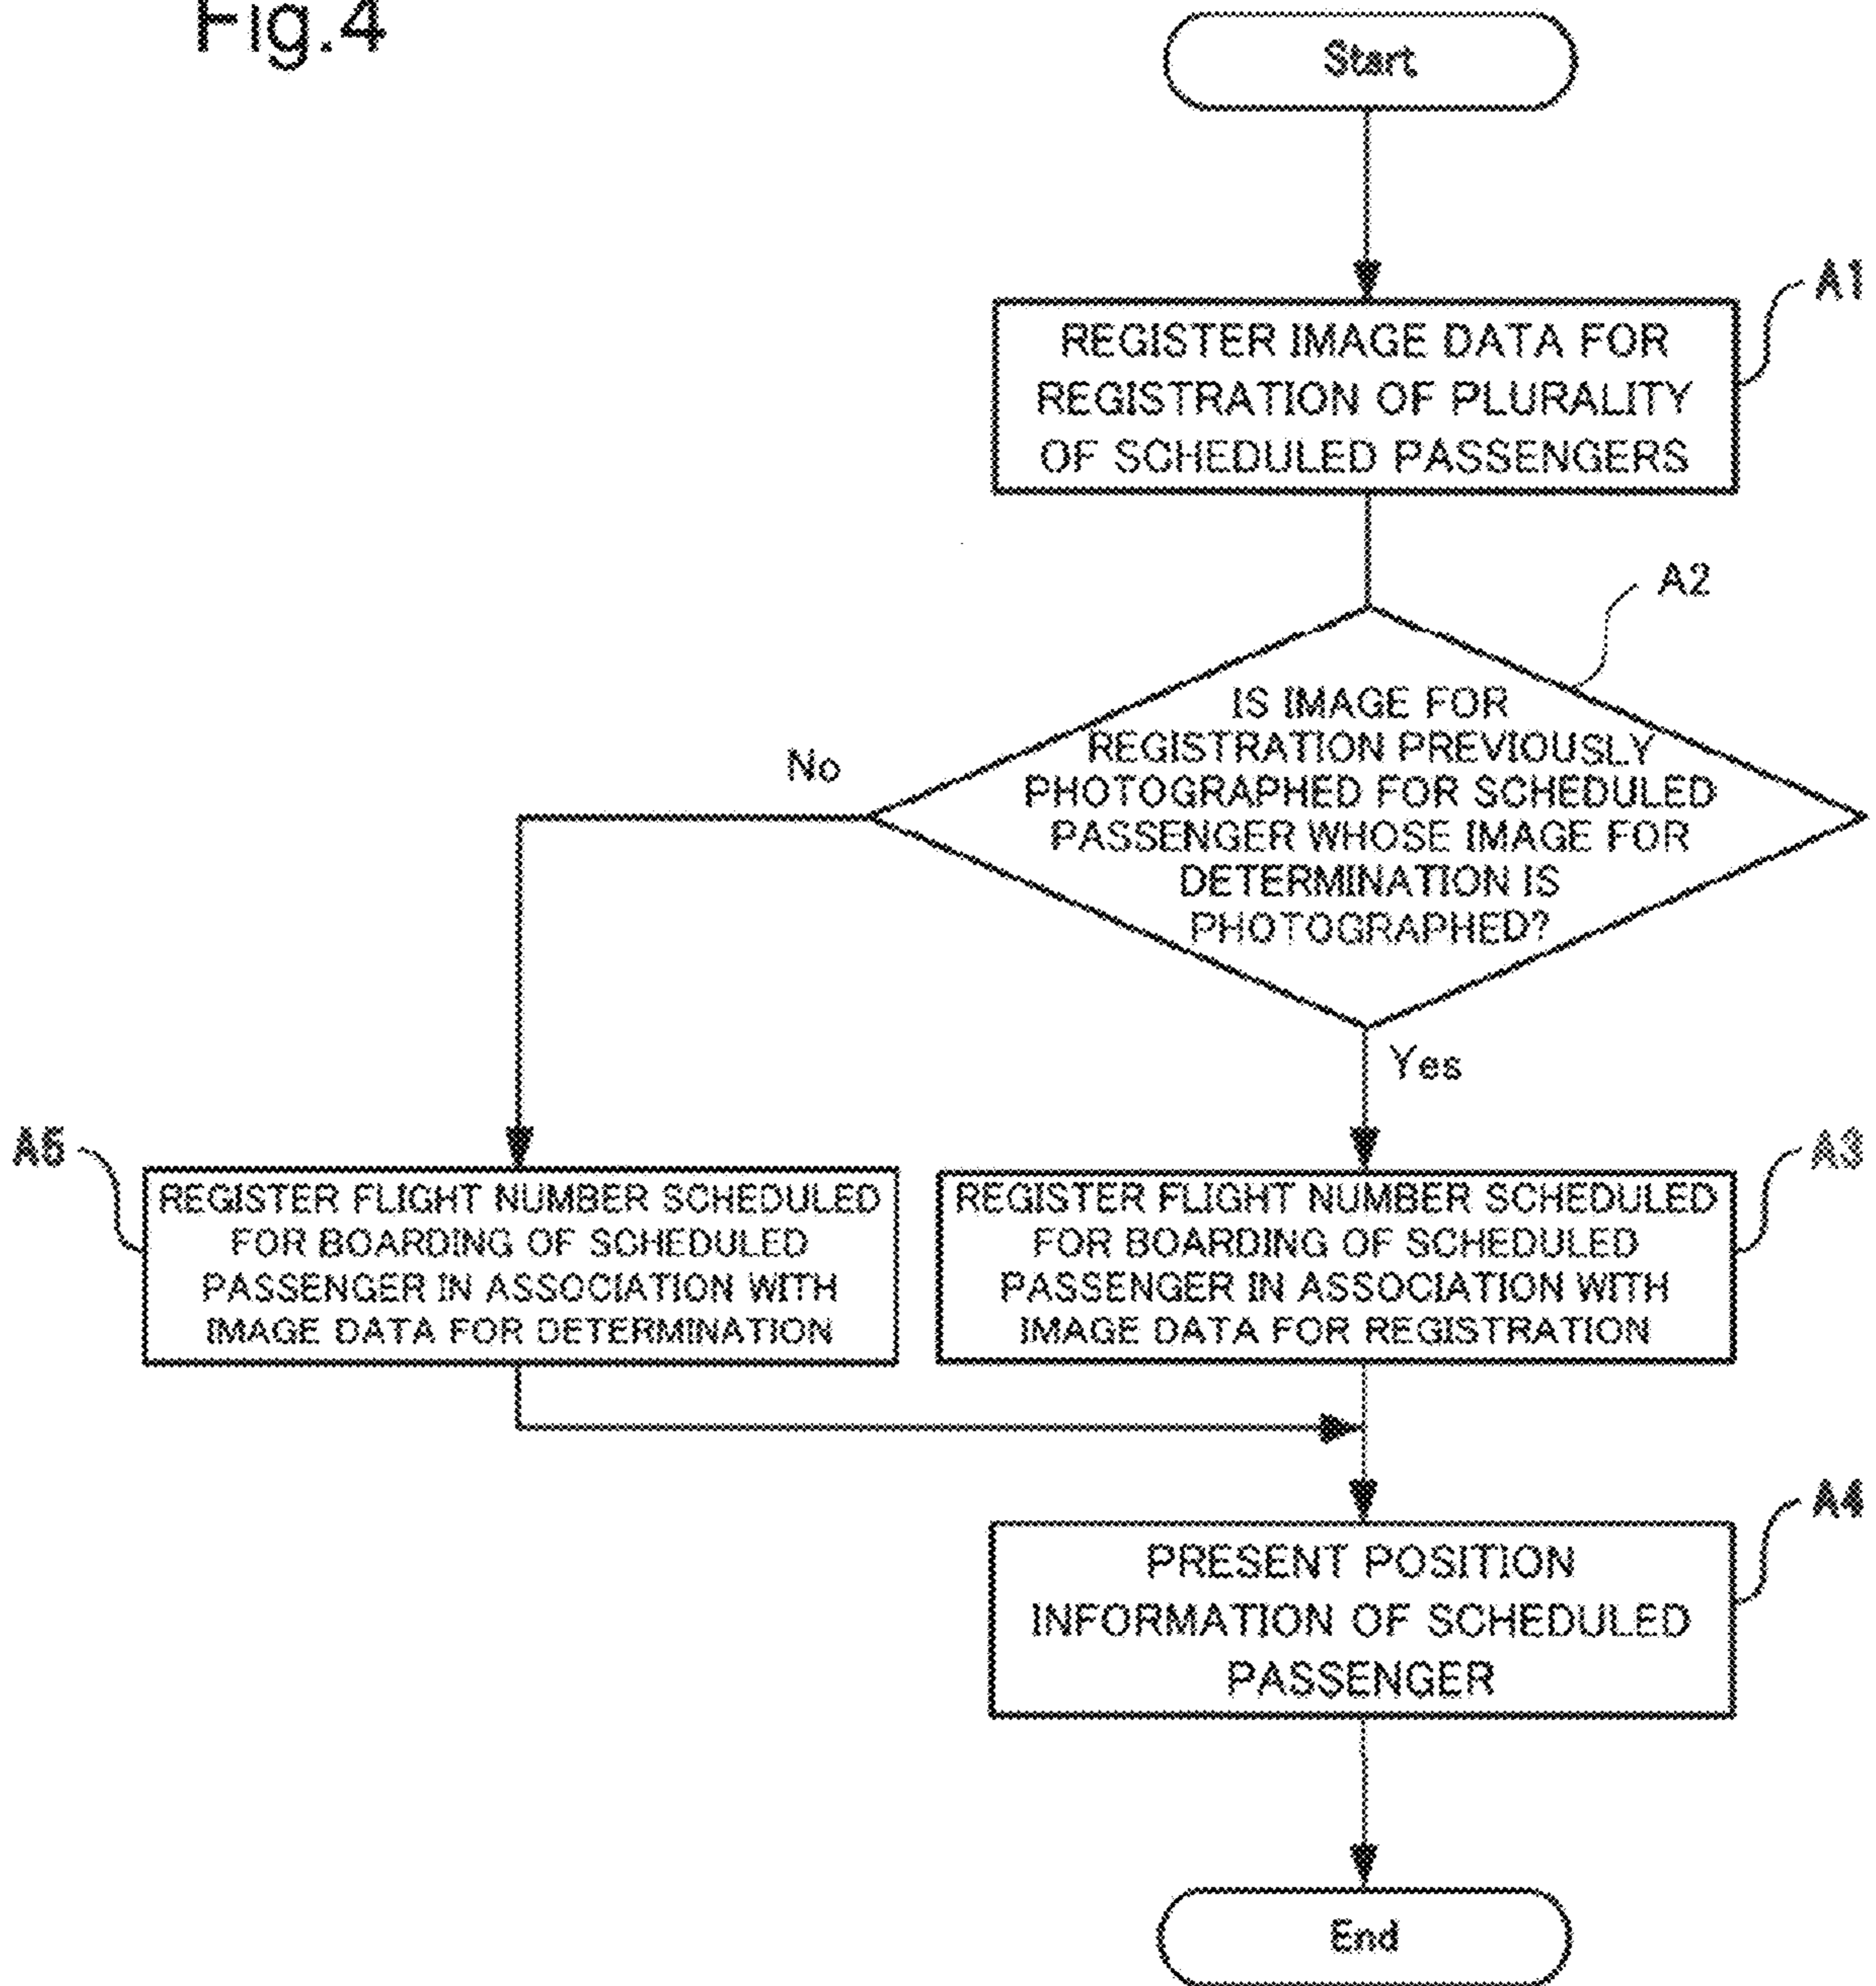 Fig.4
Start
A1
REGISTER IMAGE DATA FOR
REGISTRATION OF PLURALITY
OF SCHEDULED PASSENGERS
A2
IS IMAGE FOR
REGISTRATION PREVIOUSLY
PHOTOGRAPHED FOR SCHEDULED
PASSENGER WHOSE IMAGE FOR
DETERMINATION IS
PHOTOGRAPHED?
No
Yes
A5
REGISTER FLIGHT NUMBER SCHEDULED
FOR BOARDING OF SCHEDULED
PASSENGER IN ASSOCIATION WITH
IMAGE DATA FOR DETERMINATION
A3
REGISTER FLIGHT NUMBER SCHEDULED
FOR BOARDING OF SCHEDULED
PASSENGER IN ASSOCIATION WITH
IMAGE DATA FOR REGISTRATION
A4
PRESENT POSITION
INFORMATION OF SCHEDULED
PASSENGER
End